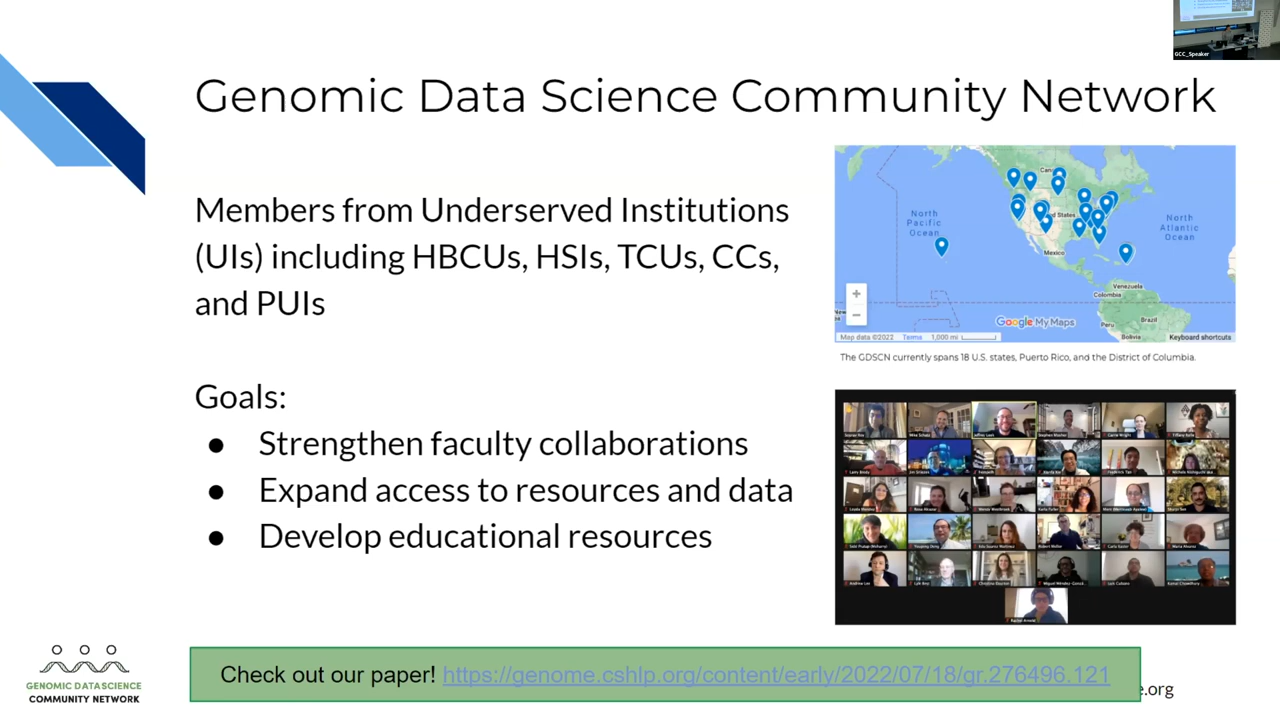 GCC_Speaker
Genomic Data Science Community Network
Members from Underserved Institutions
(UIs) including HBCUs, HSIs, TCUs, CCs,
and PUIs
Goals:
● Strengthen faculty collaborations
● Expand access to resources and data
● Develop educational resources
North
Pacific
Ocean
North
Atlantic
Ocean
Mexico
Venezuela
Colombia
Peru
Brazil
Bolivia
+
−
Google My Maps
Map data ©2022 Terms 1,000 mi Keyboard shortcuts
The GDSCN currently spans 18 U.S. states, Puerto Rico, and the District of Columbia.
GENOMIC DATA SCIENCE
COMMUNITY NETWORK
Check out our paper! https://genome.cshlp.org/content/early/2022/07/18/gr.276496.121
e.org